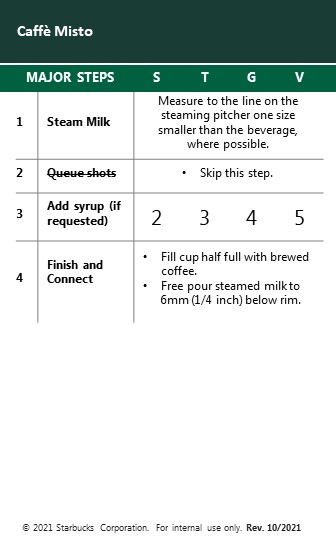 Caffè Misto
MAJOR STEPS S T G V
1 Steam Milk
Measure to the line on the
steaming pitcher one size
smaller than the beverage,
where possible.
2 Queue shots
• Skip this step.
3 Add syrup (if
requested)
2 3 4 5
4 Finish and
Connect
• Fill cup half full with brewed
coffee.
• Free pour steamed milk to
6mm (1/4 inch) below rim.
© 2021 Starbucks Corporation. For internal use only. Rev. 10/2021